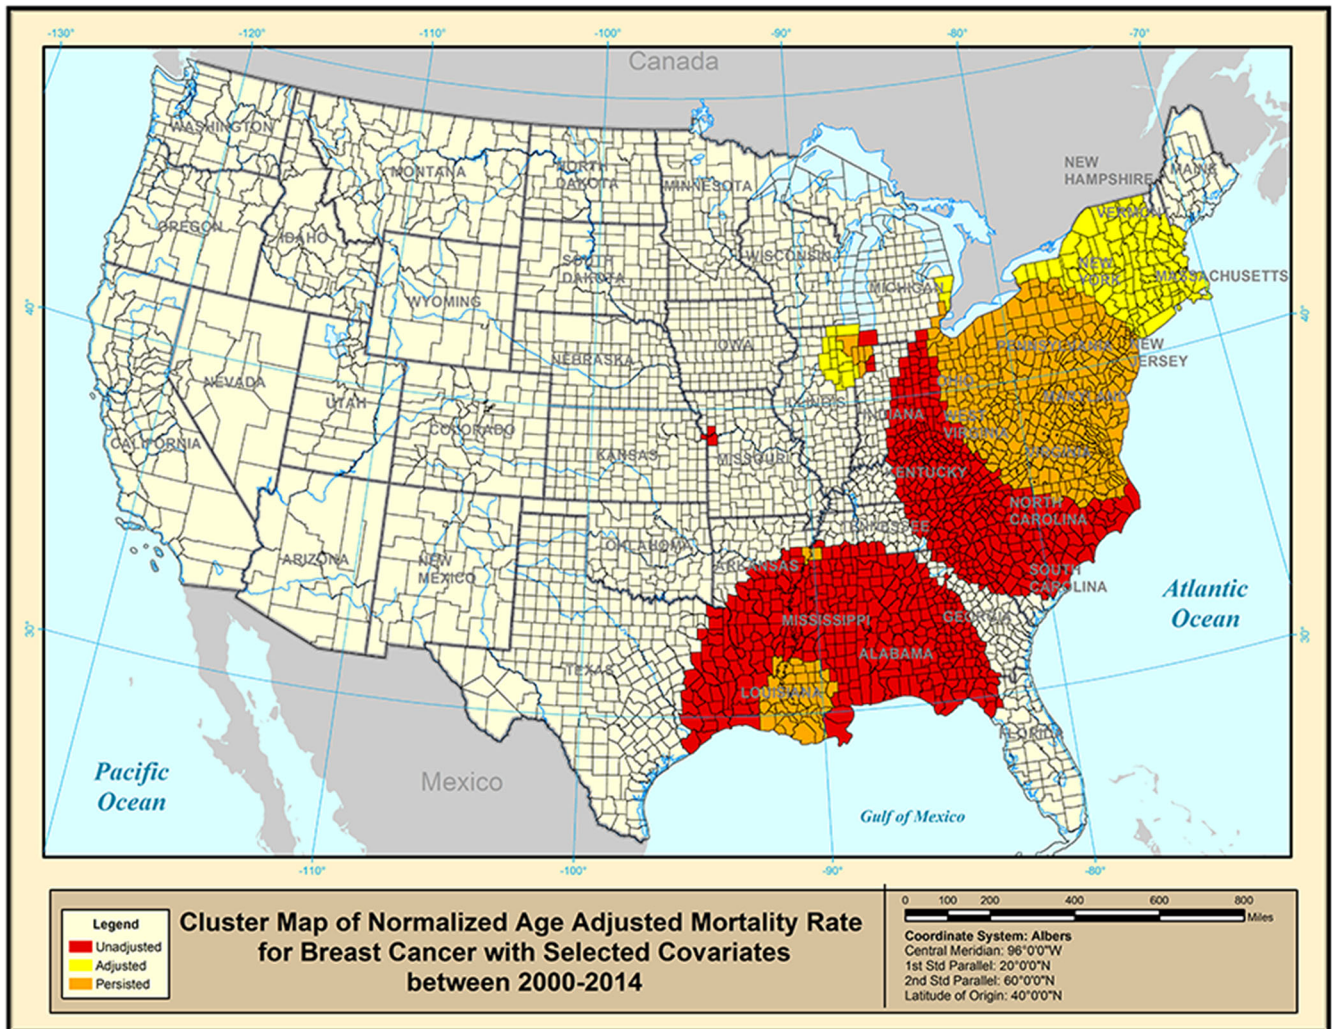 -130°
-120°
-110°
-100°
-90°
-80°
-70°
Canada
WASHINGTON
MONTANA
NORTH
DAKOTA
MINNESOTA
NEW
HAMPSHIRE
MAINE
VERMONT
OREGON
IDAHO
SOUTH
DAKOTA
WISCONSIN
MICHIGAN
NEW
YORK
MASSACHUSETTS
WYOMING
40°
40°
IOWA
NEBRASKA
PENNSYLVANIA
NEW
JERSEY
NEVADA
UTAH
COLORADO
ILLINOIS
INDIANA
OHIO
MARYLAND
WEST
VIRGINIA
CALIFORNIA
KANSAS
MISSOURI
KENTUCKY
VIRGINIA
NORTH
CAROLINA
TENNESSEE
ARIZONA
NEW
MEXICO
OKLAHOMA
ARKANSAS
SOUTH
CAROLINA
Atlantic
Ocean
MISSISSIPPI
GEORGIA
30°
30°
ALABAMA
TEXAS
LOUISIANA
FLORIDA
Pacific
Ocean
Mexico
Gulf of Mexico
-110°
-100°
-90°
-80°
Legend
Unadjusted
Adjusted
Persisted
Cluster Map of Normalized Age Adjusted Mortality Rate
for Breast Cancer with Selected Covariates
between 2000-2014
0 100 200 400 600 800
Miles
Coordinate System: Albers
Central Meridian: 96°0'0"W
1st Std Parallel: 20°0'0"N
2nd Std Parallel: 60°0'0"N
Latitude of Origin: 40°0'0"N